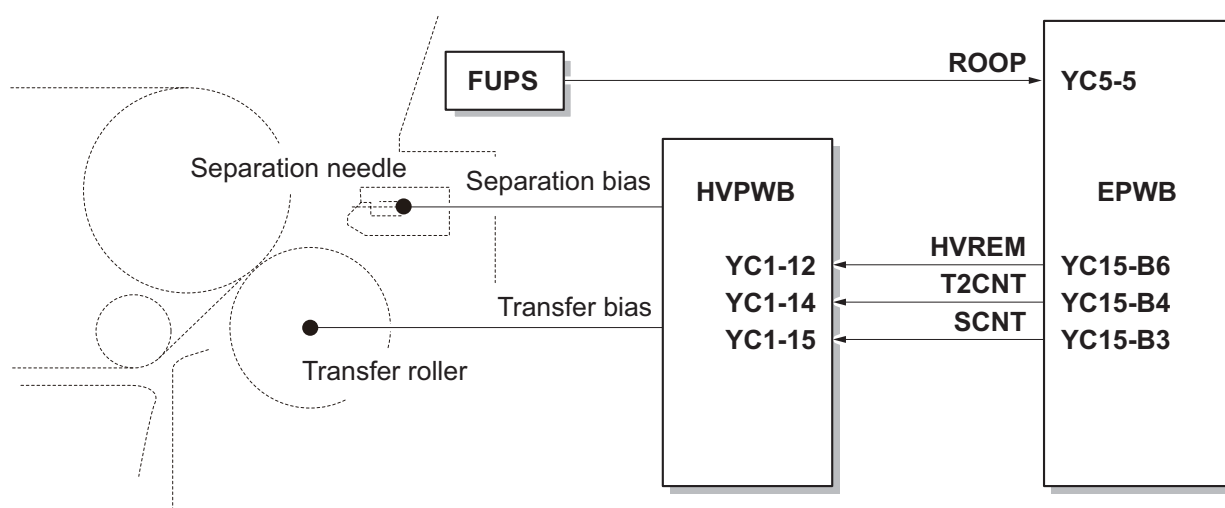 ROOP
FUPS
YC5-5
Separation needle
Separation bias
HVPWB
EPWB
HVREM
YC1-12
YC15-B6
T2CNT
YC1-14
YC15-B4
Transfer bias
SCNT
YC1-15
YC15-B3
Transfer roller